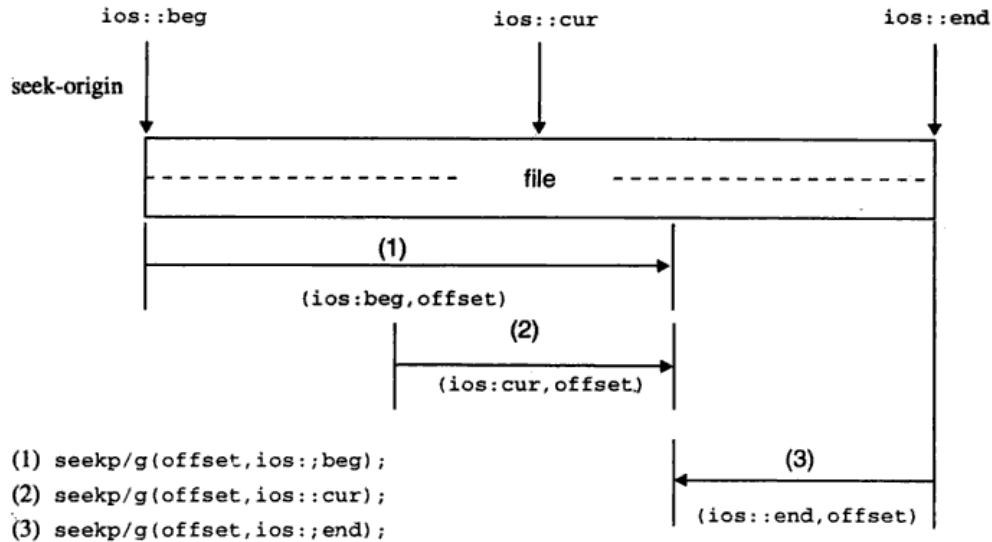 ios::beg ios::cur ios::end
seek-origin
file
(1)
(ios:beg,offset)
(2)
(ios:cur,offset)
(1) seekp/g(offset,ios:;beg);
(3)
(2) seekp/g(offset,ios::cur);
(ios::end,offset)
(3) seekp/g(offset,ios:;end);